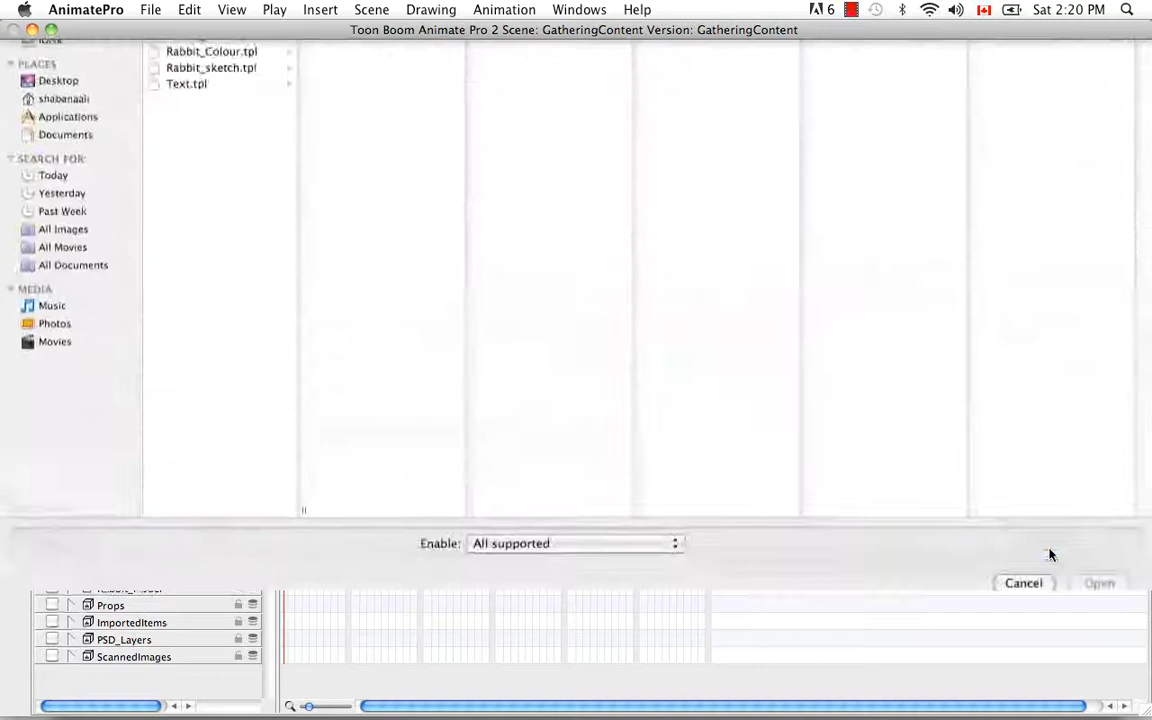 AnimatePro File Edit View Play Insert Scene Drawing Animation Windows Help 6 Sat 2:20 PM
Toon Boom Animate Pro 2 Scene: GatheringContent Version: GatheringContent
Rabbit_Colour.tpl
PLACES
Rabbit_sketch.tpl
Desktop
Text.tpl
shabanaali
Applications
Documents
SEARCH FOR
Today
Yesterday
Past Week
All Images
All Movies
All Documents
MEDIA
Music
Photos
Movies
Enable: All supported
Cancel Open
Props
ImportedItems
PSD_Layers
ScannedImages